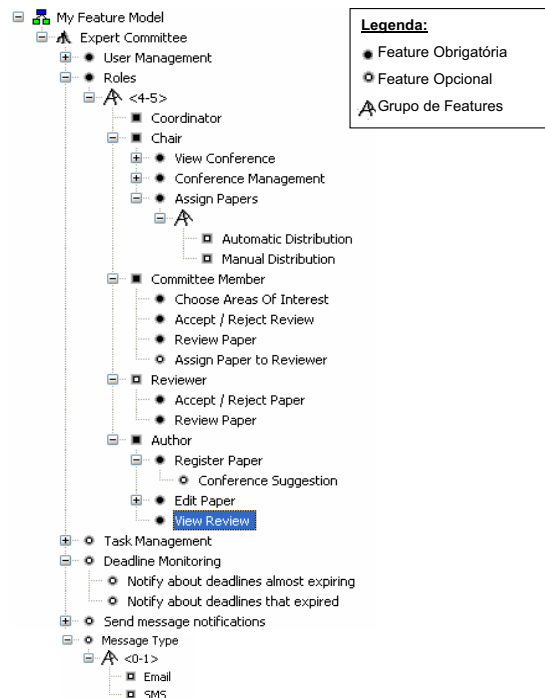 My Feature Model
Expert Committee
User Management
Roles
<4-5>
Coordinator
Chair
View Conference
Conference Management
Assign Papers
Automatic Distribution
Manual Distribution
Committee Member
Choose Areas Of Interest
Accept / Reject Review
Review Paper
Assign Paper to Reviewer
Reviewer
Accept / Reject Paper
Review Paper
Author
Register Paper
Conference Suggestion
Edit Paper
View Review
Task Management
Deadline Monitoring
Notify about deadlines almost expiring
Notify about deadlines that expired
Send message notifications
Message Type
<0-1>
Email
SMS
Legenda:
Feature Obrigatória
Feature Opcional
Grupo de Features